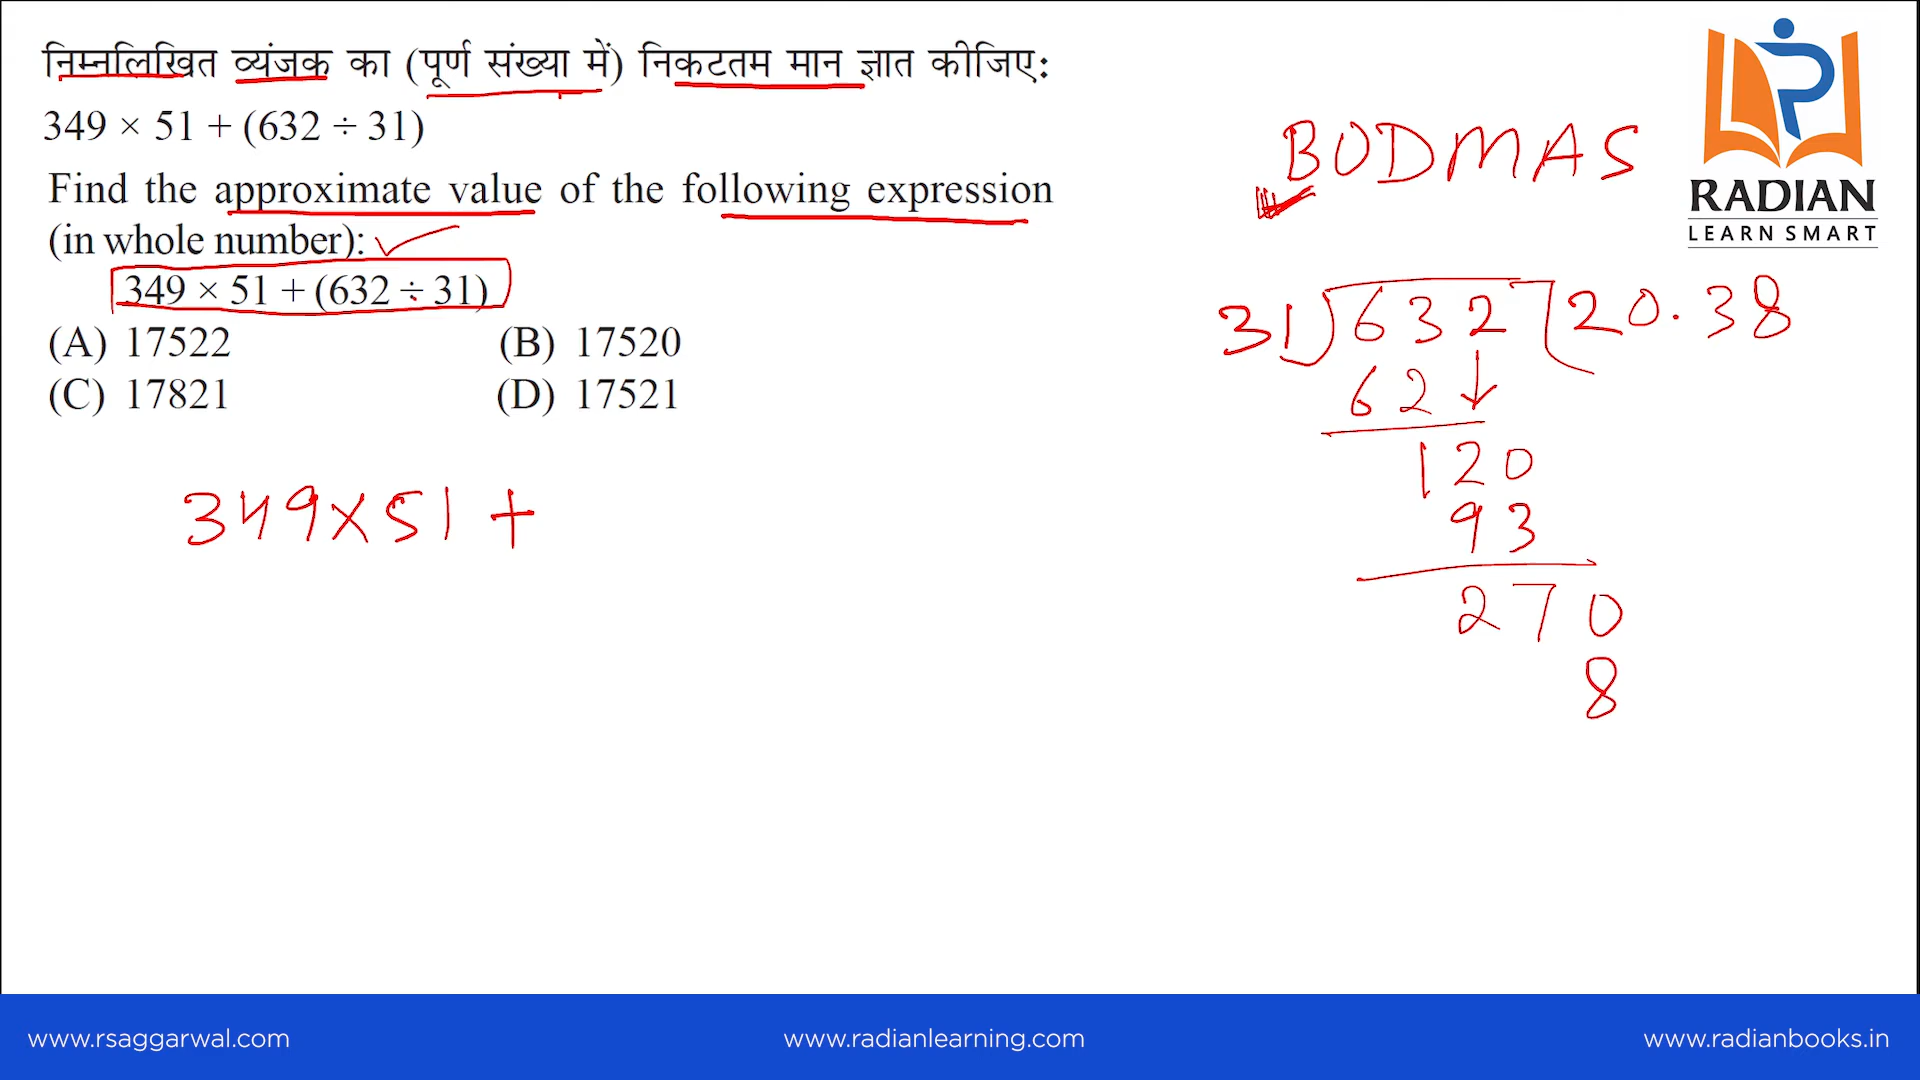 निम्नलिखित व्यंजक का (पूर्ण संख्या में) निकटतम मान ज्ञात कीजिए:
349 × 51 + (632 ÷ 31)
Find the approximate value of the following expression
(in whole number):
349 × 51 + (632 ÷ 31)
(A) 17522 (B) 17520
(C) 17821 (D) 17521
349×51 +
BODMAS
31)632(20.38
62
120
93
270
8
RADIAN
LEARN SMART
www.rsaggarwal.com www.radianlearning.com www.radianbooks.in